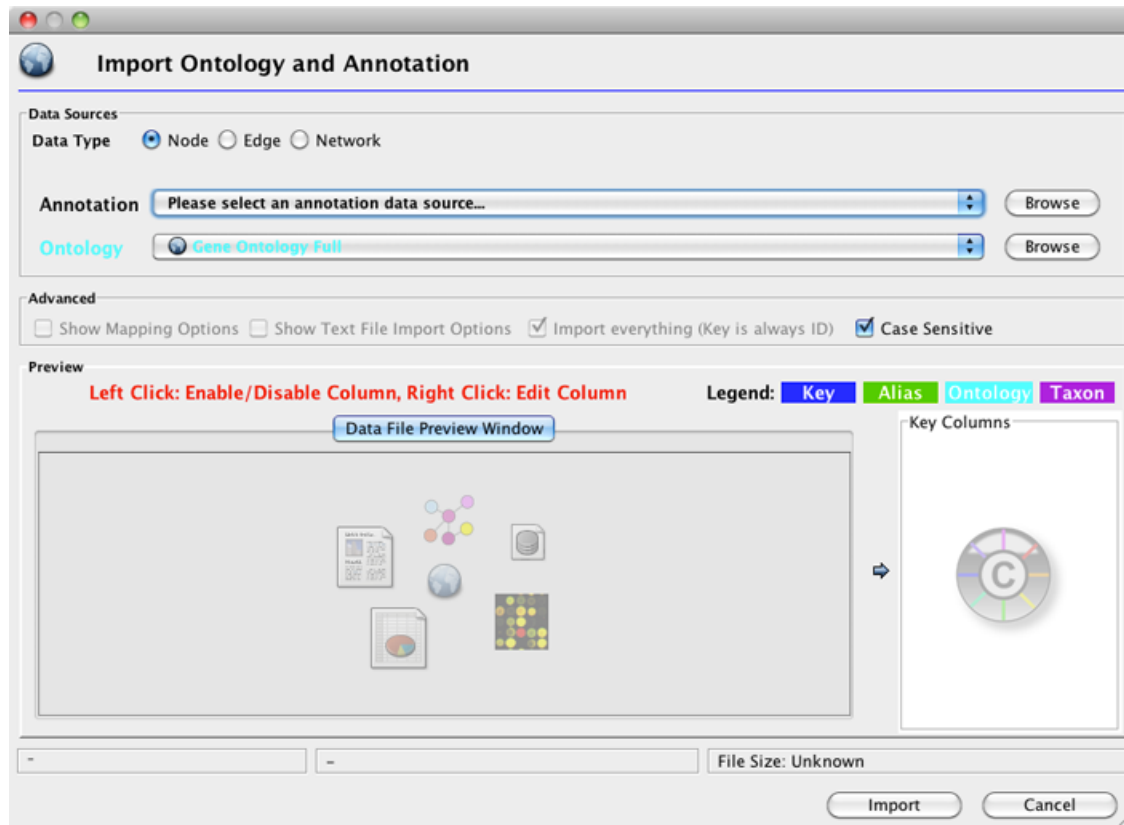 Import Ontology and Annotation
Data Sources
Data Type Node Edge Network
Annotation Please select an annotation data source... Browse
Ontology Gene Ontology Full Browse
Advanced
Show Mapping Options Show Text File Import Options Import everything (Key is always ID) Case Sensitive
Preview
Left Click: Enable/Disable Column, Right Click: Edit Column Legend: Key Alias Ontology Taxon
Data File Preview Window Key Columns
C
- – File Size: Unknown
Import Cancel